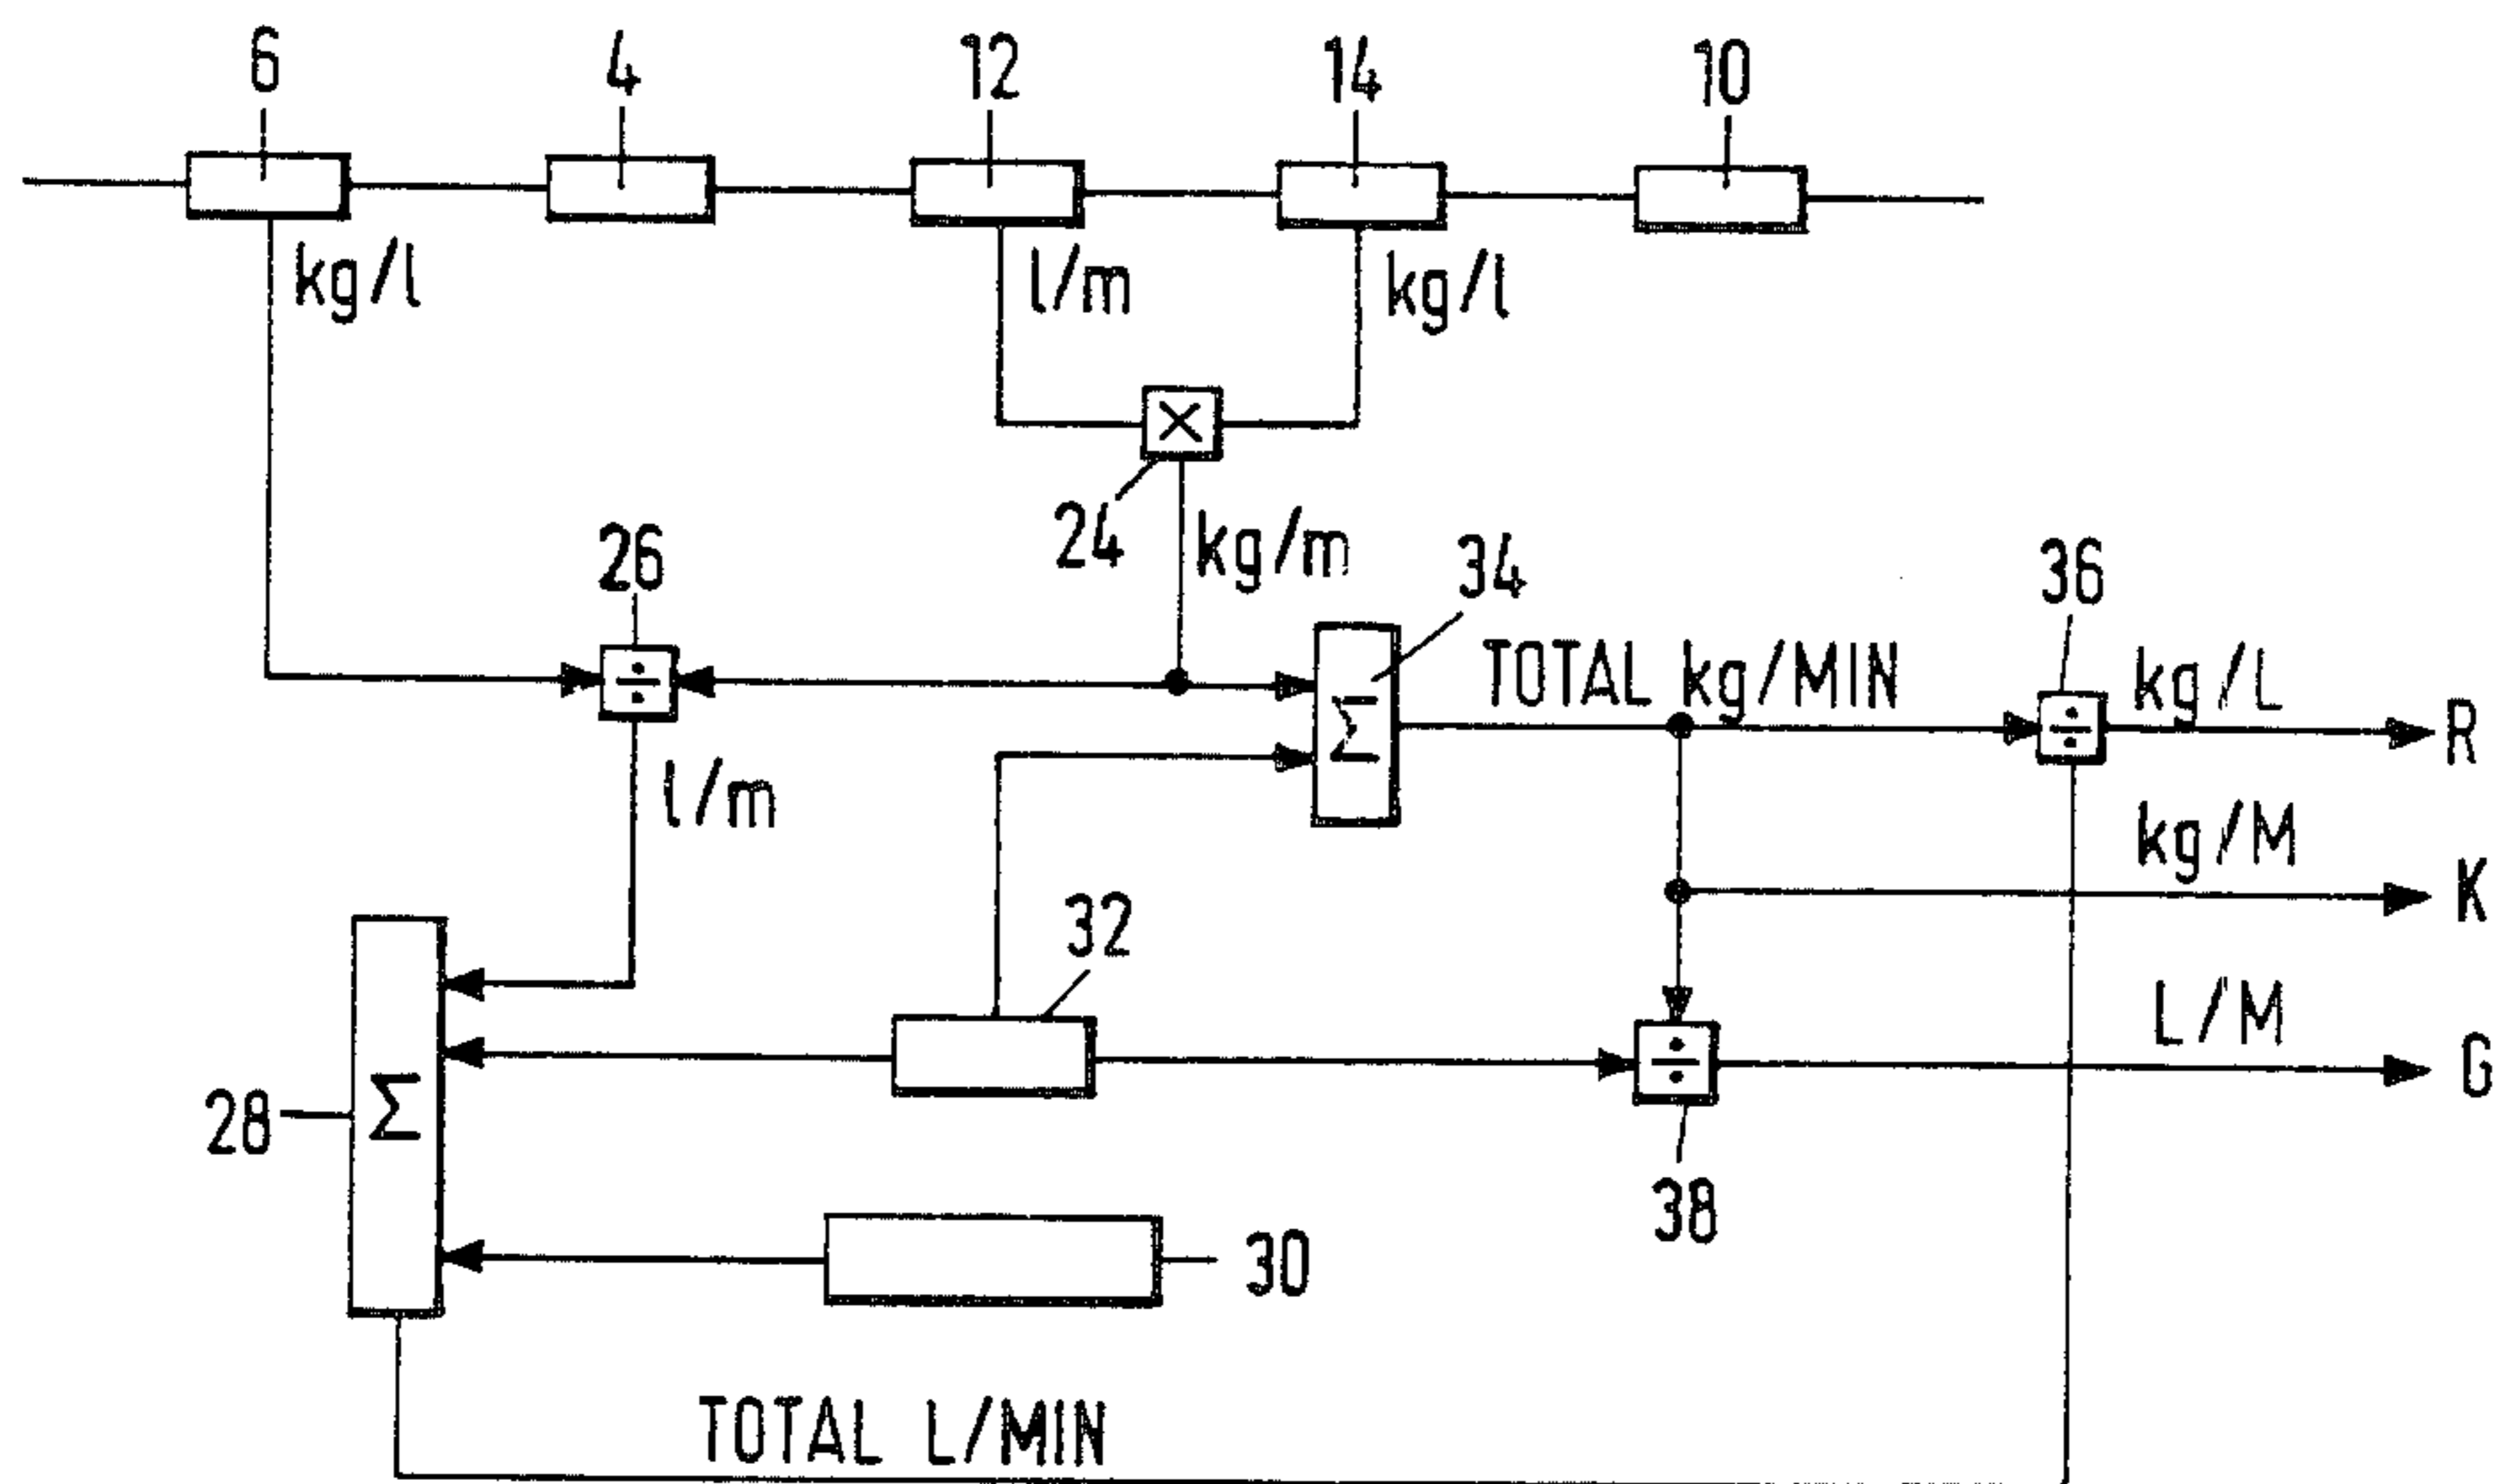 6
4
12
14
10
kg/l
l/m
kg/l
×
24
kg/m
26
34
36
÷
TOTAL kg/MIN
kg/L
Σ
÷
R
l/m
kg/M
K
32
L/M
÷
G
28
Σ
38
30
TOTAL L/MIN